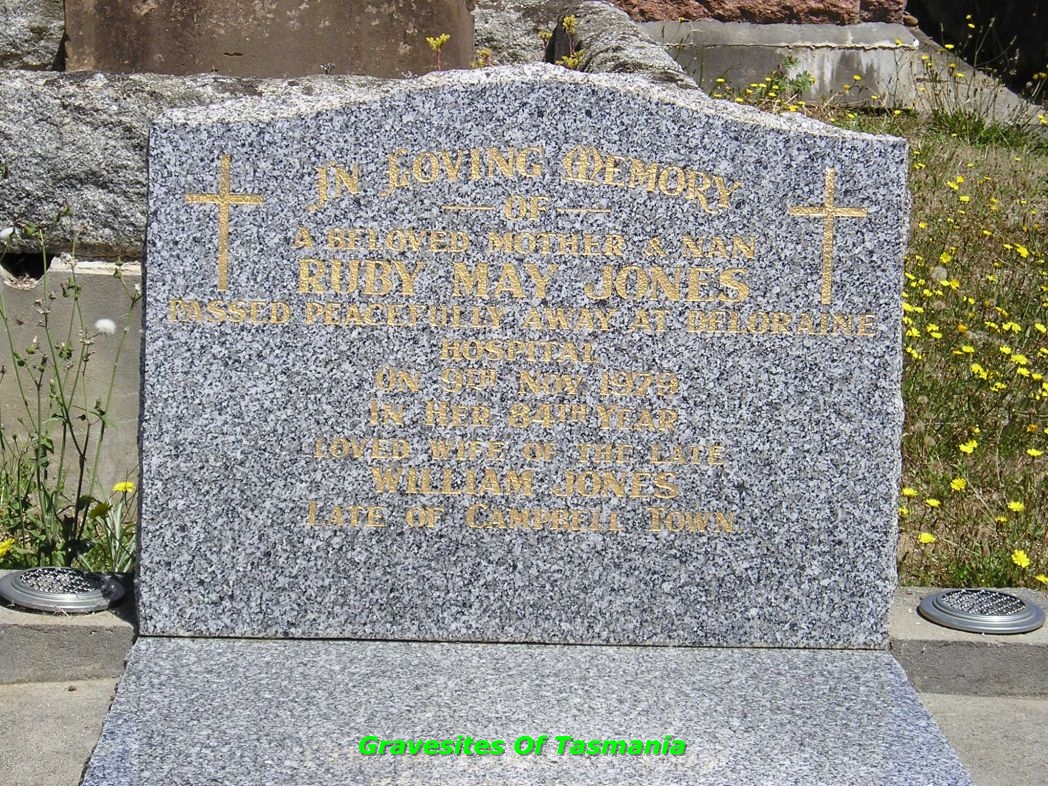 In Loving Memory
— OF —
A BELOVED MOTHER & NAN
RUBY MAY JONES
PASSED PEACEFULLY AWAY AT DELORAINE
HOSPITAL
ON 9TH NOV. 1979
IN HER 84TH YEAR
LOVED WIFE OF THE LATE
WILLIAM JONES
LATE OF CAMPBELL TOWN
Gravesites Of Tasmania